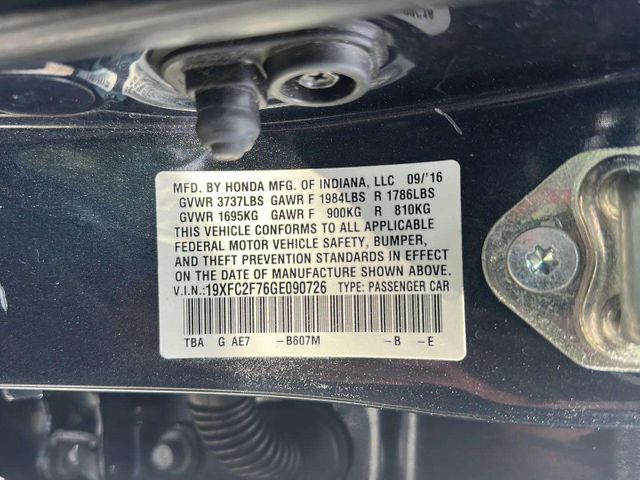 MFD. BY HONDA MFG. OF INDIANA, LLC 09/'16
GVWR 3737LBS GAWR F 1984LBS R 1786LBS
GVWR 1695KG GAWR F 900KG R 810KG
THIS VEHICLE CONFORMS TO ALL APPLICABLE
FEDERAL MOTOR VEHICLE SAFETY, BUMPER,
AND THEFT PREVENTION STANDARDS IN EFFECT
ON THE DATE OF MANUFACTURE SHOWN ABOVE.
V.I.N.:19XFC2F76GE090726 TYPE: PASSENGER CAR
TBA G AE7 -B607M -B -E